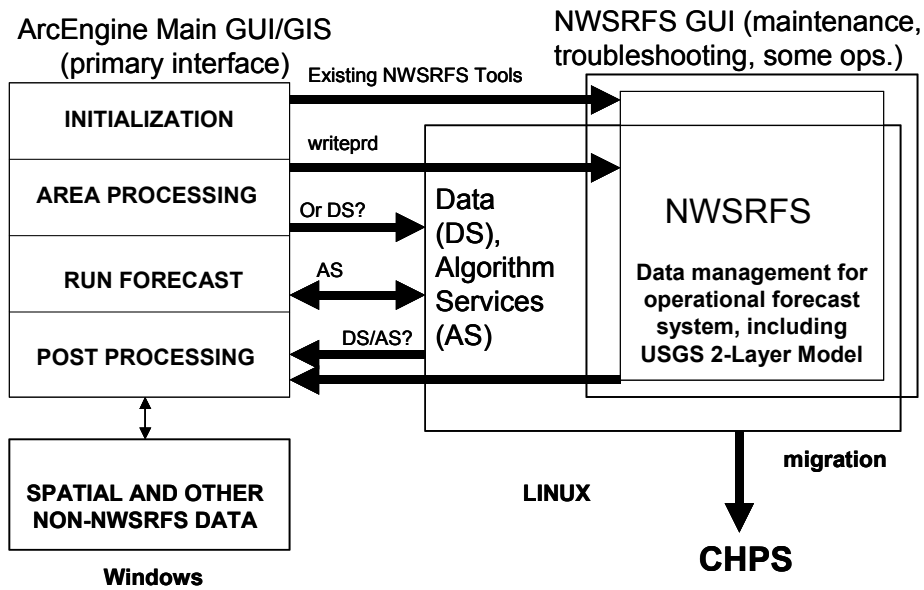 ArcEngine Main GUI/GIS
(primary interface)
NWSRFS GUI (maintenance,
troubleshooting, some ops.)
INITIALIZATION
AREA PROCESSING
RUN FORECAST
POST PROCESSING
Existing NWSRFS Tools
writeprd
Or DS?
AS
DS/AS?
Data
(DS),
Algorithm
Services
(AS)
NWSRFS
Data management for
operational forecast
system, including
USGS 2-Layer Model
SPATIAL AND OTHER
NON-NWSRFS DATA
Windows
LINUX
migration
CHPS